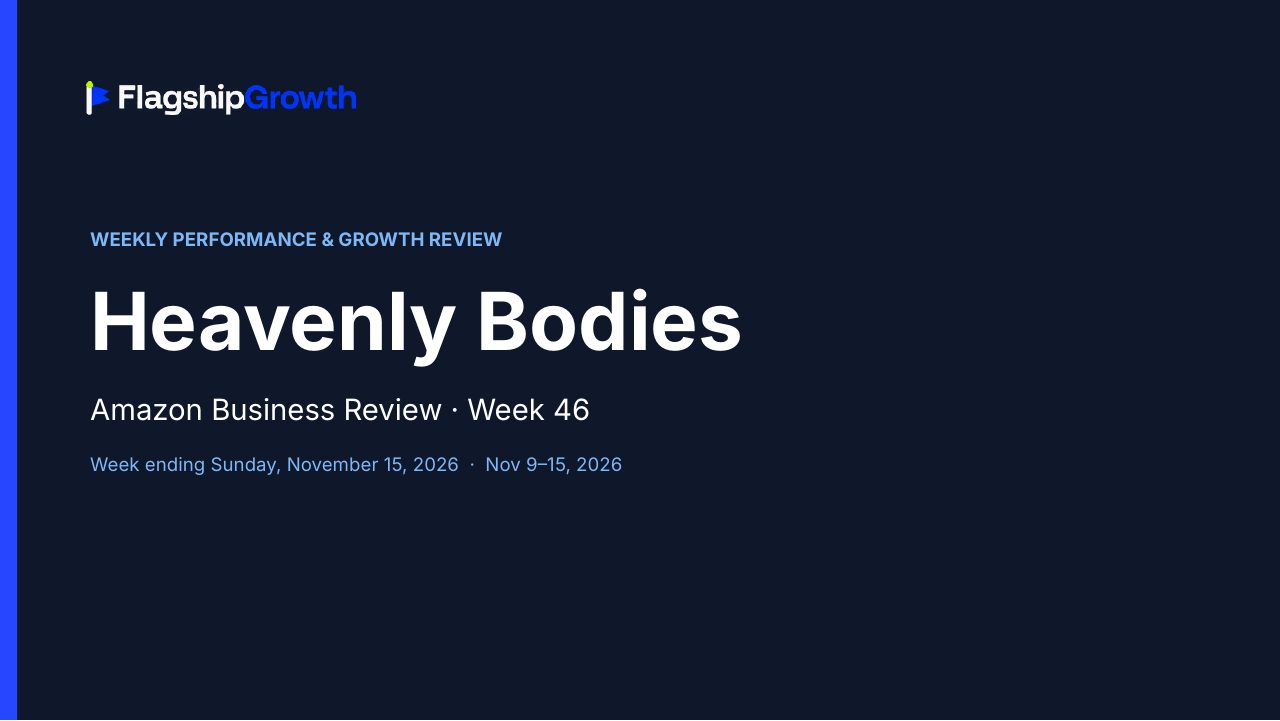 FlagshipGrowth
WEEKLY PERFORMANCE & GROWTH REVIEW
Heavenly Bodies
Amazon Business Review · Week 46
Week ending Sunday, November 15, 2026 · Nov 9–15, 2026